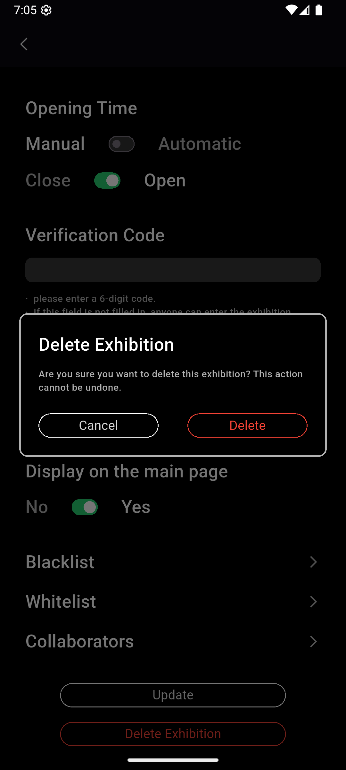 7:05
Opening Time
Manual Automatic
Close Open
Verification Code
· please enter a 6-digit code.
If this field is not filled in, anyone can enter the exhibition
Delete Exhibition
Are you sure you want to delete this exhibition? This action
cannot be undone.
Cancel Delete
Display on the main page
No Yes
Blacklist
Whitelist
Collaborators
Update
Delete Exhibition